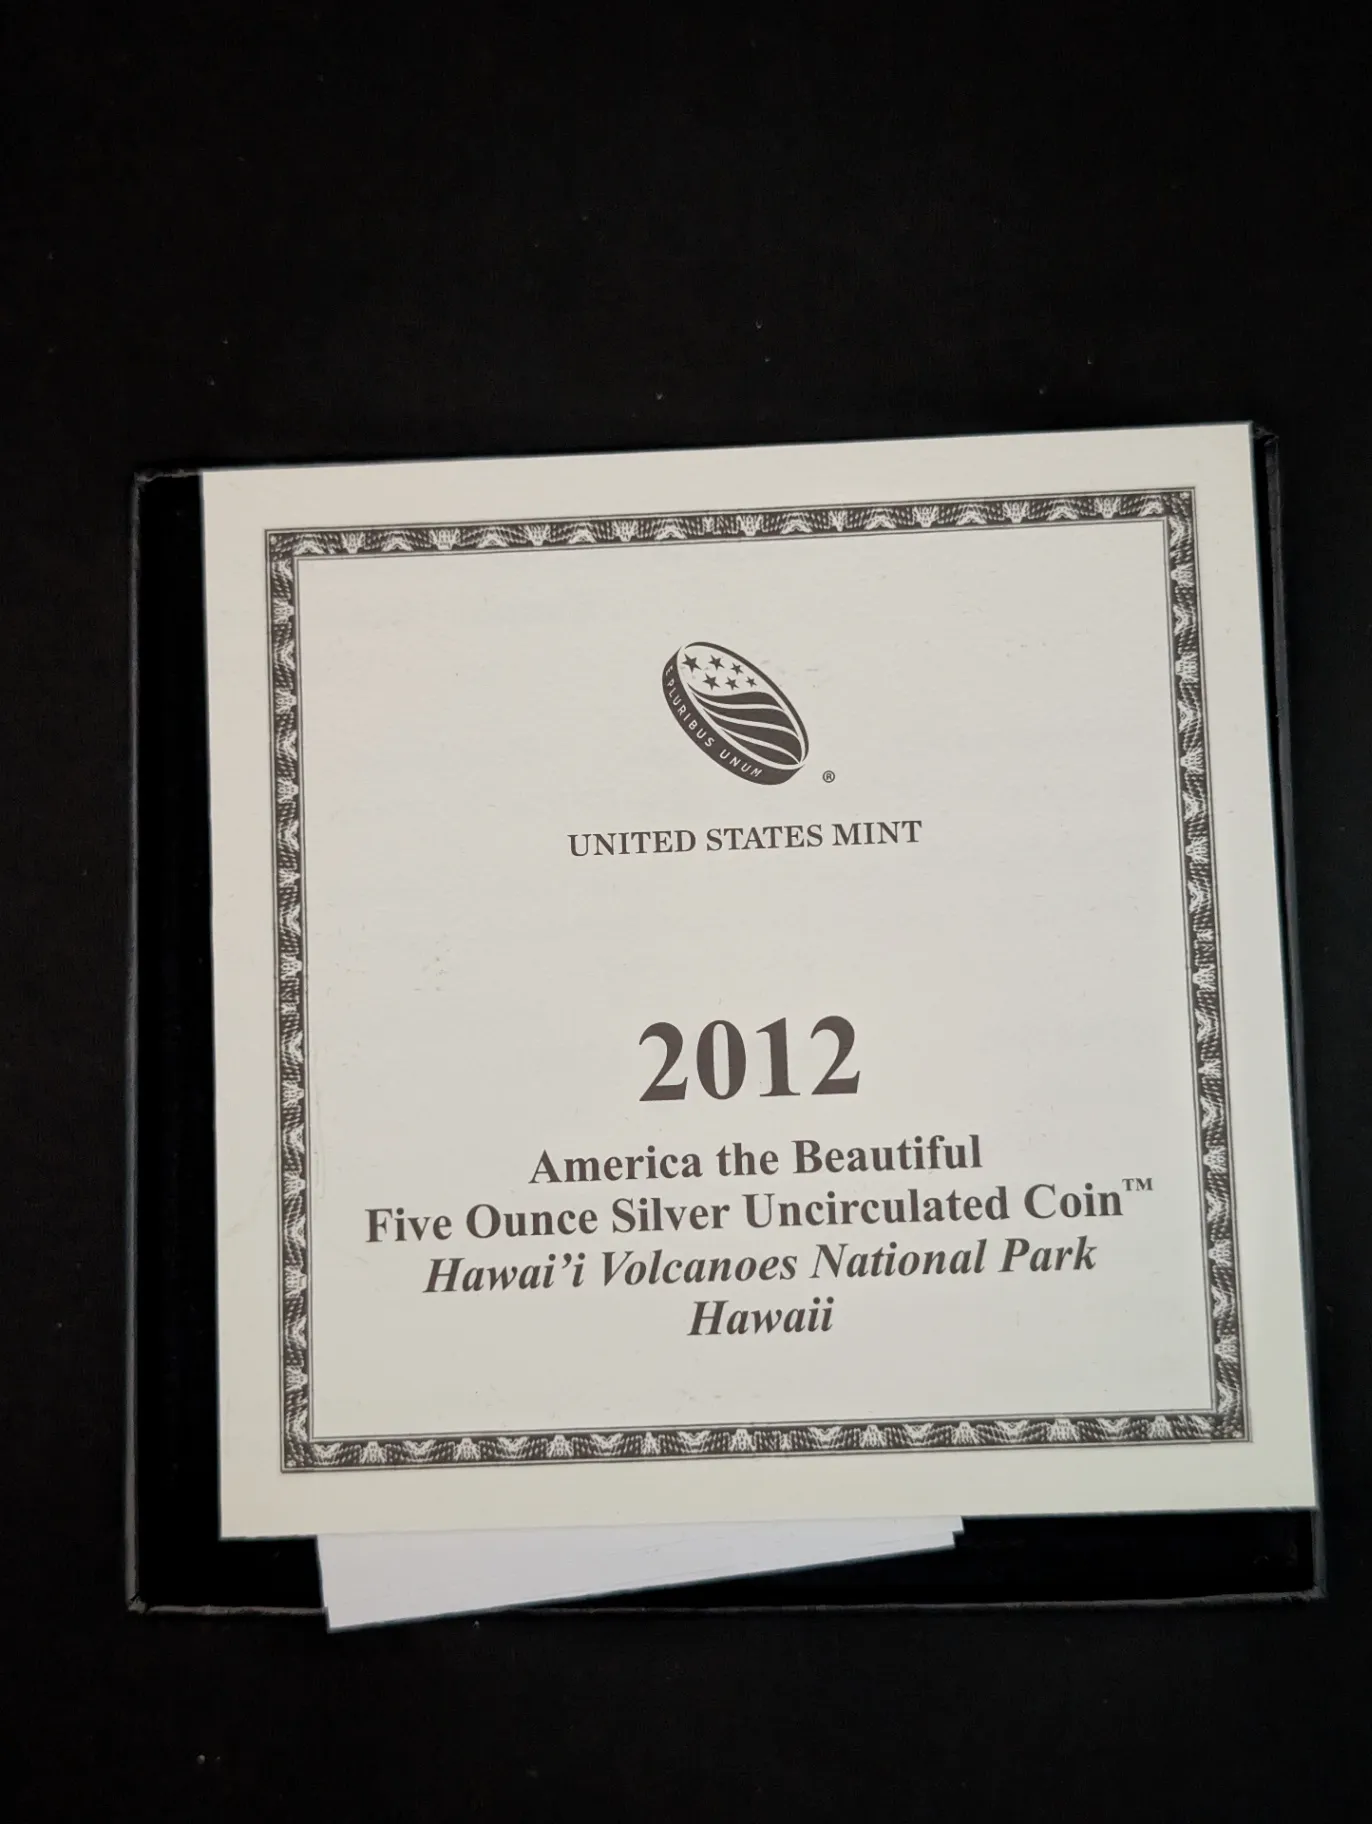 E PLURIBUS UNUM
®
UNITED STATES MINT
2012
America the Beautiful
Five Ounce Silver Uncirculated Coin™
Hawai’i Volcanoes National Park
Hawaii